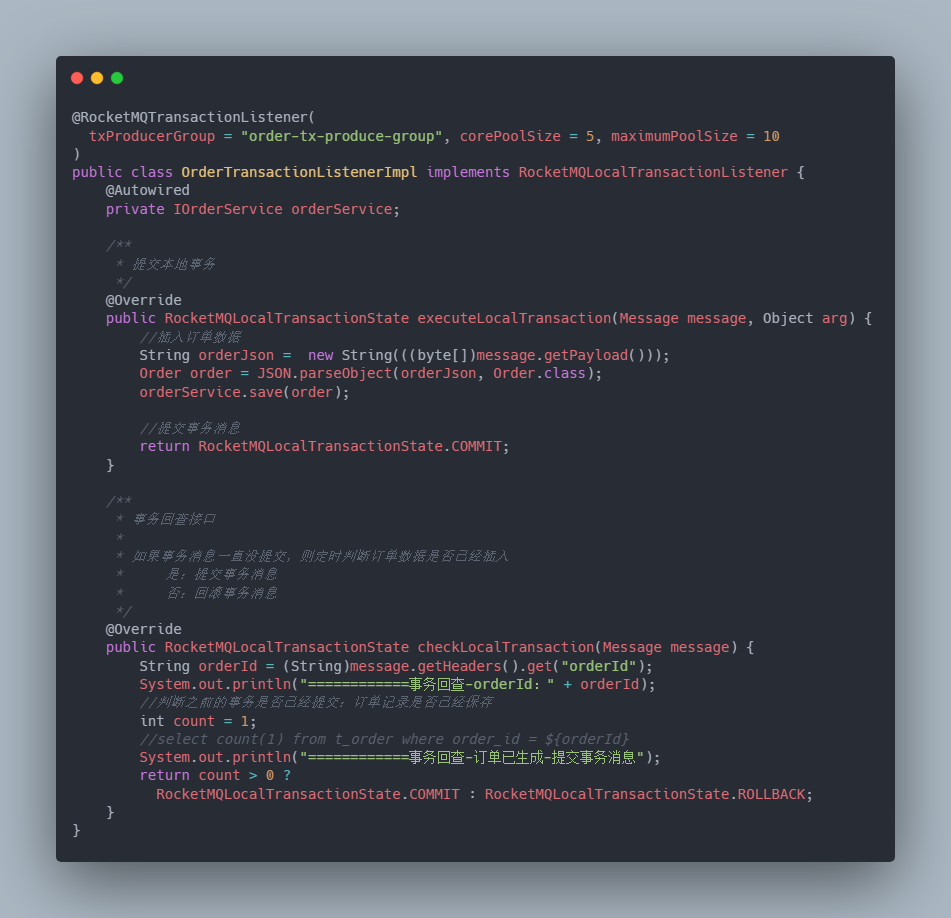 @RocketMQTransactionListener(
  txProducerGroup = "order-tx-produce-group", corePoolSize = 5, maximumPoolSize = 10
)
public class OrderTransactionListenerImpl implements RocketMQLocalTransactionListener {
    @Autowired
    private IOrderService orderService;

    /**
     * 提交本地事务
     */
    @Override
    public RocketMQLocalTransactionState executeLocalTransaction(Message message, Object arg) {
        //插入订单数据
        String orderJson =  new String(((byte[])message.getPayload()));
        Order order = JSON.parseObject(orderJson, Order.class);
        orderService.save(order);

        //提交事务消息
        return RocketMQLocalTransactionState.COMMIT;
    }

    /**
     * 事务回查接口
     *
     * 如果事务消息一直没提交，则定时判断订单数据是否已经插入
     *     是：提交事务消息
     *     否：回滚事务消息
     */
    @Override
    public RocketMQLocalTransactionState checkLocalTransaction(Message message) {
        String orderId = (String)message.getHeaders().get("orderId");
        System.out.println("============事务回查-orderId：" + orderId);
        //判断之前的事务是否已经提交：订单记录是否已经保存
        int count = 1;
        //select count(1) from t_order where order_id = ${orderId}
        System.out.println("============事务回查-订单已生成-提交事务消息");
        return count > 0 ?
          RocketMQLocalTransactionState.COMMIT : RocketMQLocalTransactionState.ROLLBACK;
    }
}